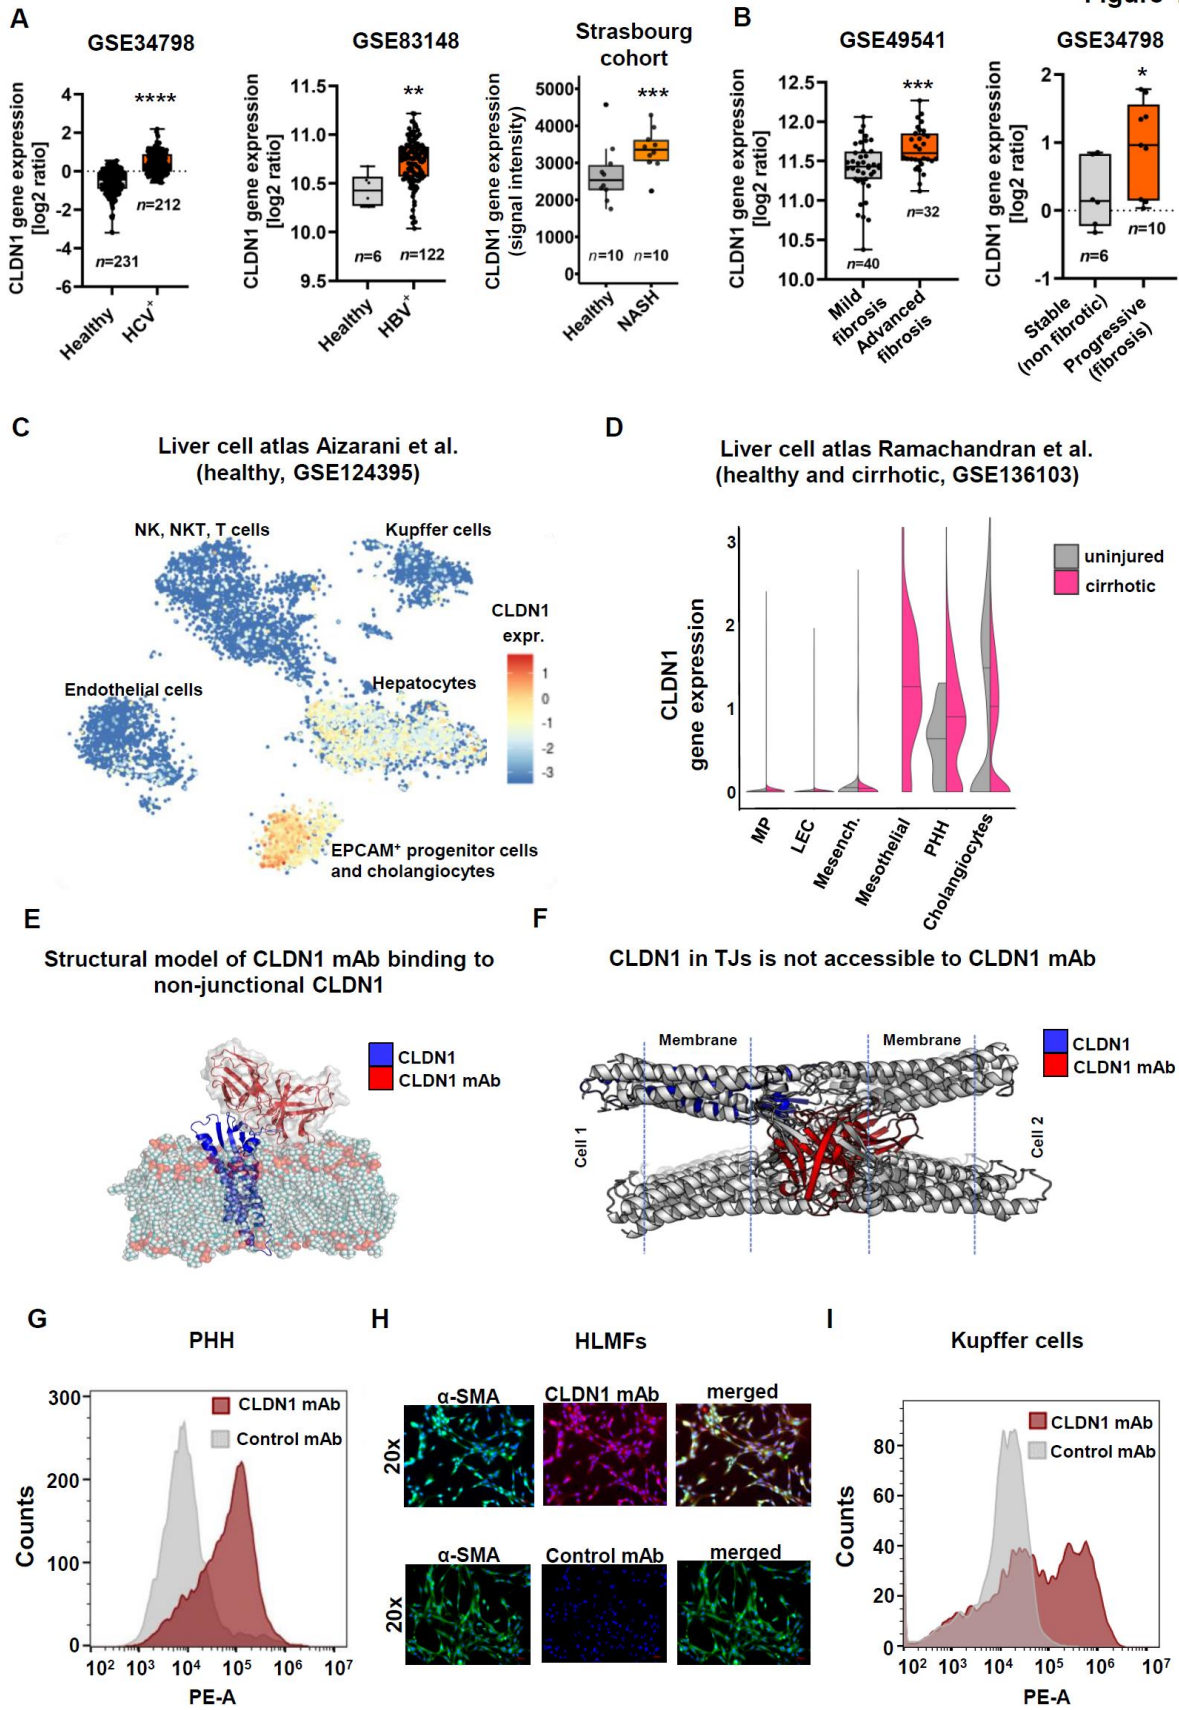 Figure
A
GSE34798
CLDN1 gene expression
[log2 ratio]
4
2
0
-2
-4
-6
****
n=212
n=231
Healthy
HCV+
GSE83148
CLDN1 gene expression
[log2 ratio]
11.5
11.0
10.5
10.0
9.5
**
n=6
n=122
Healthy
HBV+
Strasbourg
cohort
CLDN1 gene expression
(signal intensity)
5000
4000
3000
2000
1000
0
***
n=10
n=10
Healthy
NASH
B
GSE49541
CLDN1 gene expression
[log2 ratio]
12.5
12.0
11.5
11.0
10.5
10.0
***
n=32
n=40
Mild
fibrosis
Advanced
fibrosis
GSE34798
CLDN1 gene expression
[log2 ratio]
2
1
0
-1
*
n=10
n=6
Stable
(non fibrotic)
Progressive
(fibrosis)
C
Liver cell atlas Aizarani et al.
(healthy, GSE124395)
NK, NKT, T cells
Kupffer cells
CLDN1
expr.
1
0
-1
-2
-3
Endothelial cells
Hepatocytes
EPCAM+ progenitor cells
and cholangiocytes
D
Liver cell atlas Ramachandran et al.
(healthy and cirrhotic, GSE136103)
CLDN1
gene expression
3
2
1
0
uninjured
cirrhotic
MP
LEC
Mesench.
Mesothelial
PHH
Cholangiocytes
E
Structural model of CLDN1 mAb binding to
non-junctional CLDN1
CLDN1
CLDN1 mAb
F
CLDN1 in TJs is not accessible to CLDN1 mAb
Membrane
Membrane
CLDN1
CLDN1 mAb
Cell 1
Cell 2
G
PHH
Counts
300
200
100
0
CLDN1 mAb
Control mAb
10² 10³ 10⁴ 10⁵ 10⁶ 10⁷
PE-A
H
HLMFs
α-SMA CLDN1 mAb merged
20x
α-SMA Control mAb merged
20x
I
Kupffer cells
Counts
80
60
40
20
0
CLDN1 mAb
Control mAb
10² 10³ 10⁴ 10⁵ 10⁶ 10⁷
PE-A